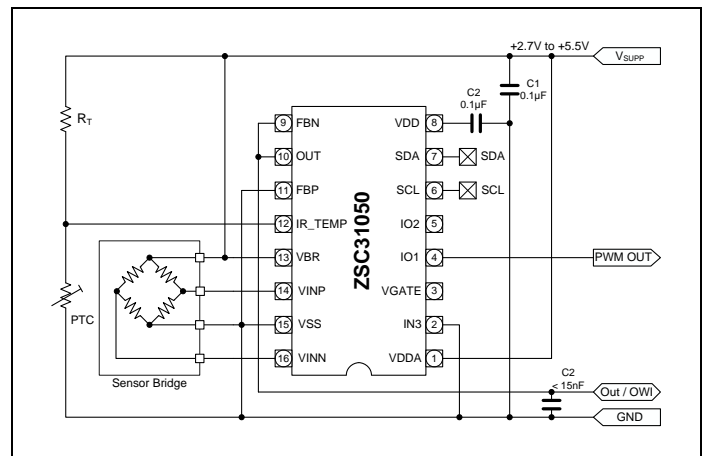 +2.7V to +5.5V
V_SUPP
C1
0.1µF
C2
0.1µF
R_T
9 FBN
10 OUT
11 FBP
12 IR_TEMP
13 VBR
14 VINP
15 VSS
16 VINN
ZSC31050
VDD 8
SDA 7 SDA
SCL 6 SCL
IO2 5
IO1 4
VGATE 3
IN3 2
VDDA 1
PWM OUT
PTC
Sensor Bridge
C2
< 15nF
Out / OWI
GND